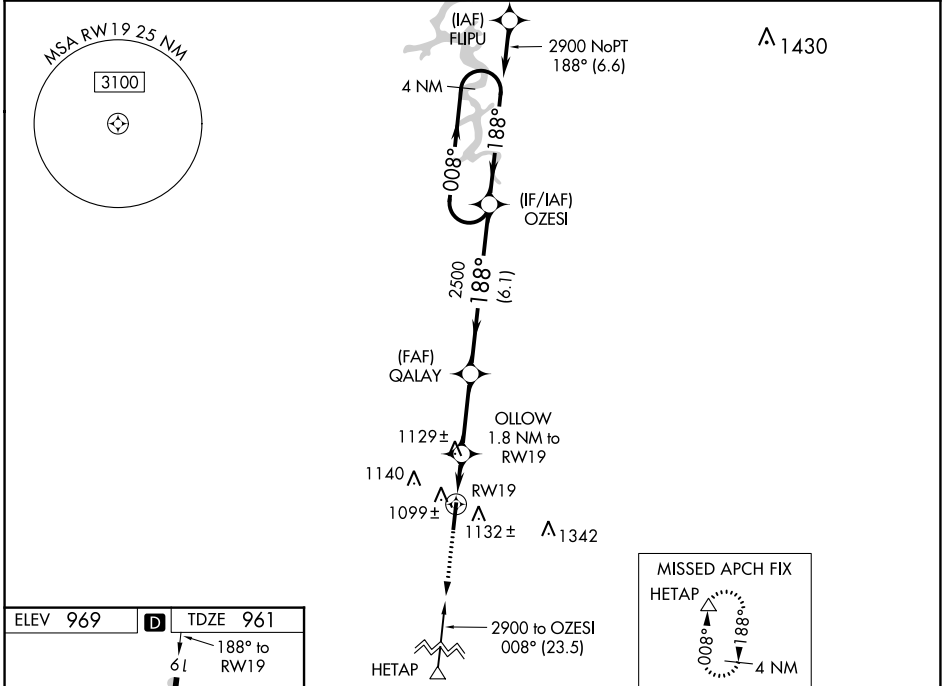 MSA RW19 25 NM
3100
(IAF)
FLIPU
2900 NoPT
188° (6.6)
1430
4 NM
188°
008°
(IF/IAF)
OZESI
2500
188°
(6.1)
(FAF)
QALAY
OLLOW
1.8 NM to
RW19
1129±
1140
RW19
1099±
1132±
1342
MISSED APCH FIX
HETAP
008°
188°
4 NM
2900 to OZESI
008° (23.5)
HETAP
ELEV 969
D
TDZE 961
188° to
RW19
19